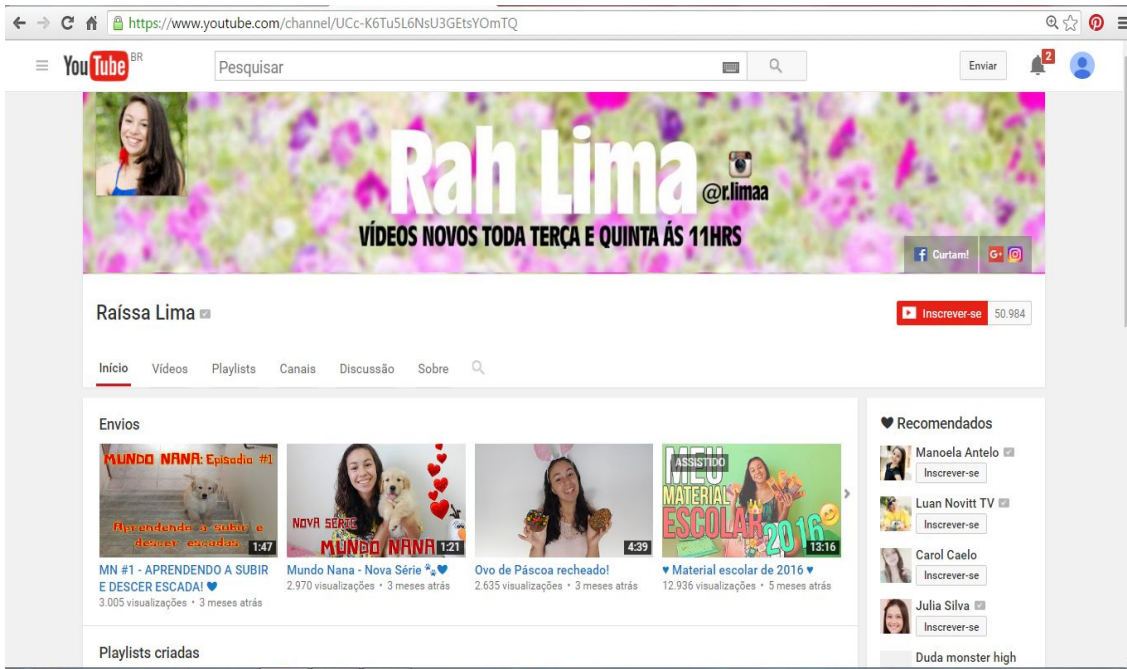 https://www.youtube.com/channel/UCc-K6Tu5L6NsU3GEtsYOmTQ
YouTube BR
Pesquisar
Enviar
2
Rah Lima
@r.limaa
VÍDEOS NOVOS TODA TERÇA E QUINTA ÁS 11HRS
Curtam!
G+
Raíssa Lima
Inscrever-se 50.984
Início Vídeos Playlists Canais Discussão Sobre
Envios
MUNDO NANA: Episodio #1
Aprendendo a subir e
descer escadas
1:47
MN #1 - APRENDENDO A SUBIR
E DESCER ESCADA! 💙
3.005 visualizações • 3 meses atrás
NOVA SÉRIE
MUNDO NANA
1:21
Mundo Nana - Nova Série 🐾💙
2.970 visualizações • 3 meses atrás
4:39
Ovo de Páscoa recheado!
2.635 visualizações • 3 meses atrás
ASSISTIDO
MEU
MATERIAL
ESCOLAR
2016
13:16
♥ Material escolar de 2016 ♥
12.936 visualizações • 5 meses atrás
♥ Recomendados
Manoela Antelo
Inscrever-se
Luan Novitt TV
Inscrever-se
Carol Caelo
Inscrever-se
Julia Silva
Inscrever-se
Duda monster high
Playlists criadas